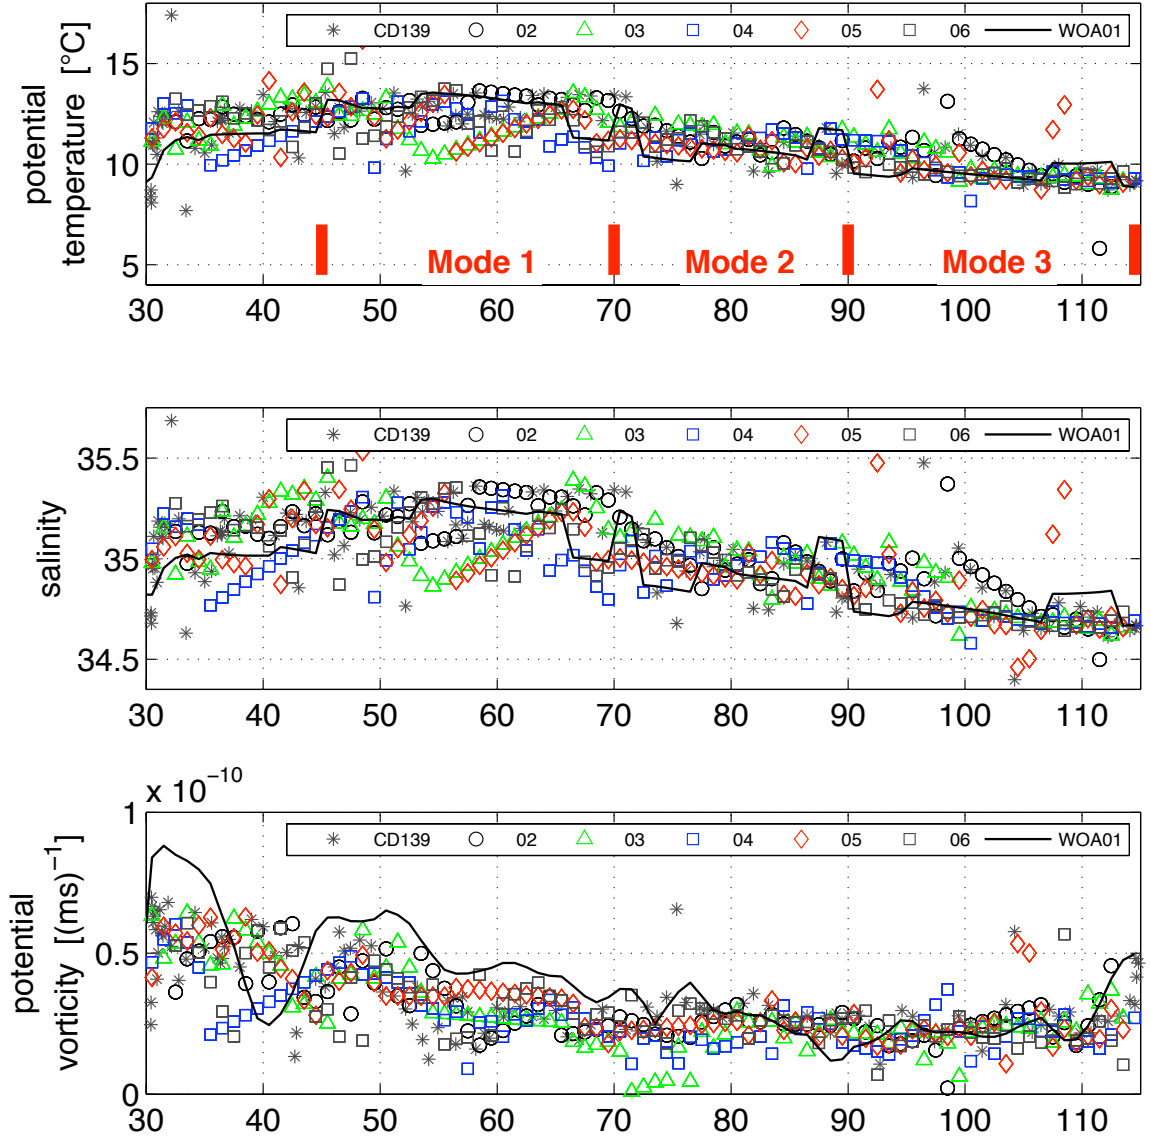 CD139 02 03 04 05 06 WOA01
potential
temperature [°C]
15
10
5
Mode 1 Mode 2 Mode 3
30 40 50 60 70 80 90 100 110
CD139 02 03 04 05 06 WOA01
salinity
35.5
35
34.5
30 40 50 60 70 80 90 100 110
x 10⁻¹⁰
CD139 02 03 04 05 06 WOA01
potential
vorticity [(ms)⁻¹]
1
0.5
0
30 40 50 60 70 80 90 100 110